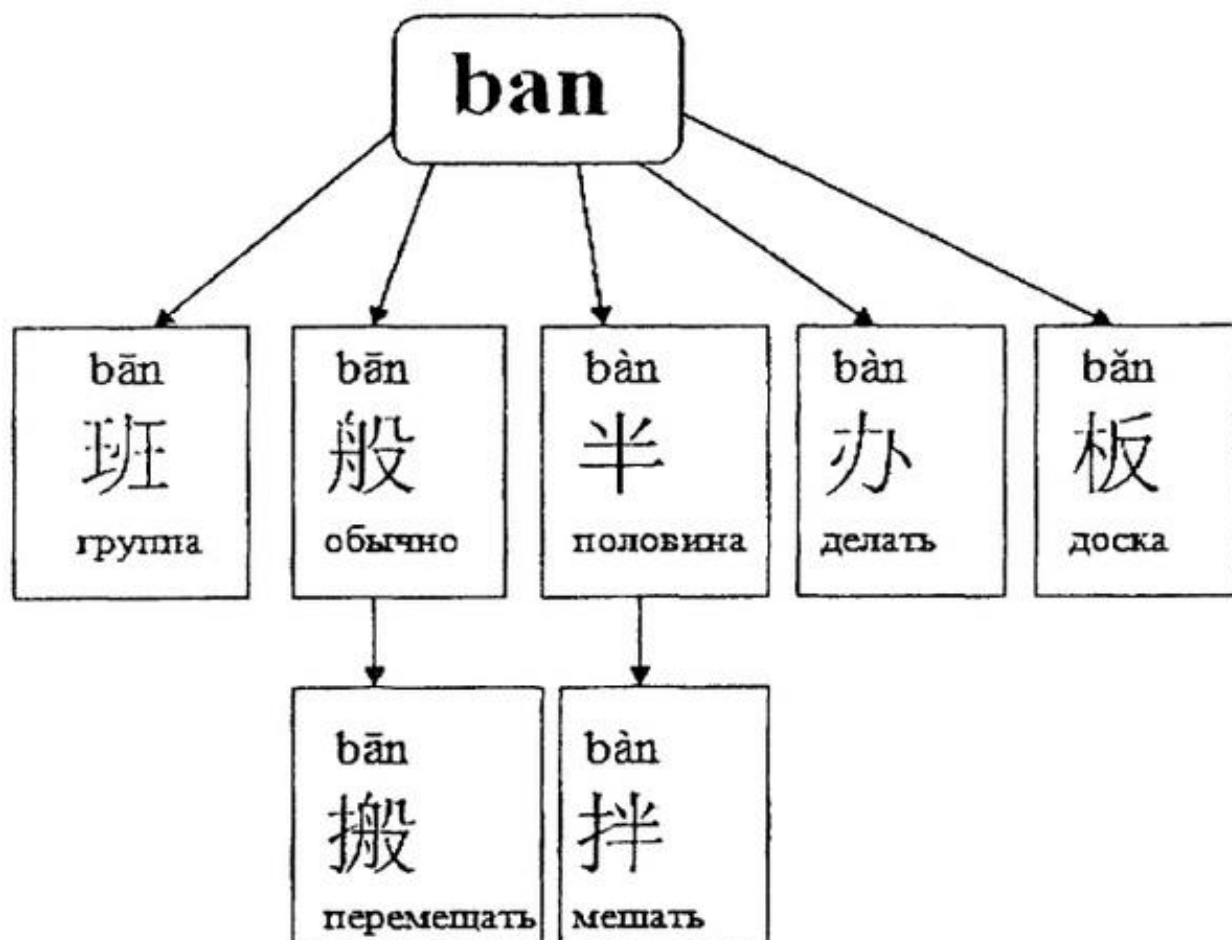 ban
bān
班
группа
bān
般
обычно
bàn
半
половина
bàn
办
делать
bǎn
板
доска
bān
搬
перемещать
bàn
拌
мешать